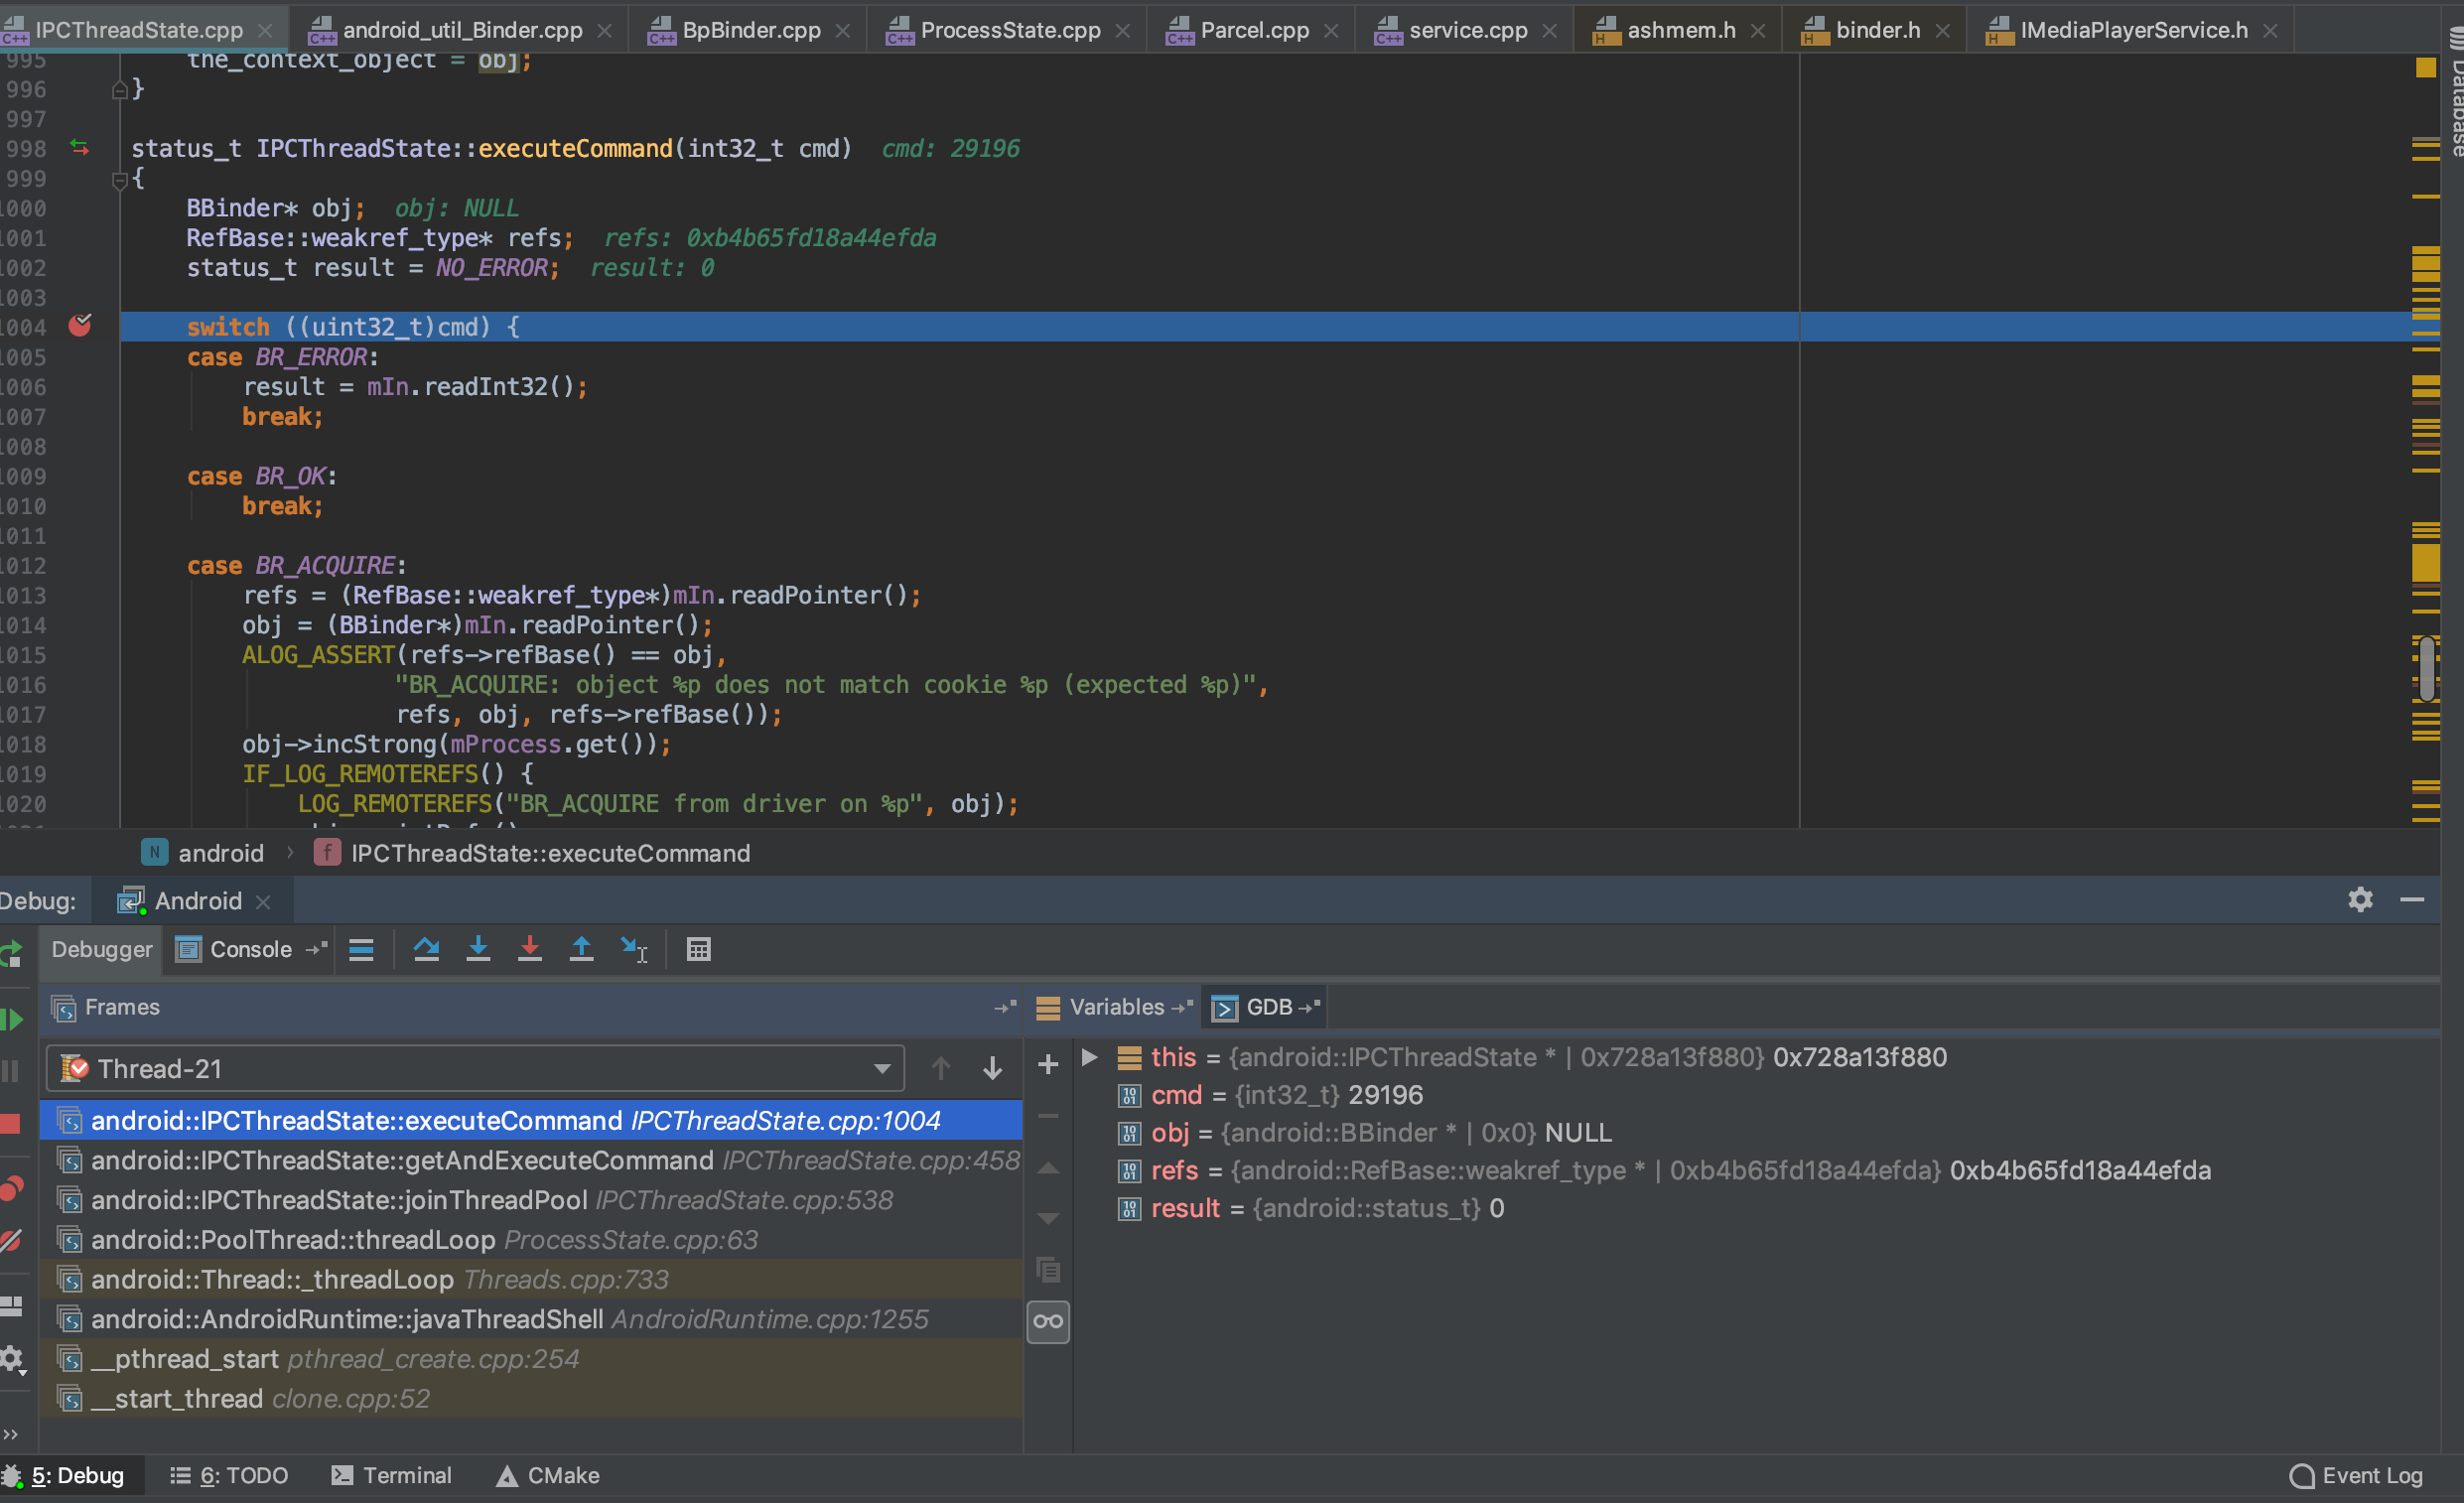 IPCThreadState.cpp android_util_Binder.cpp BpBinder.cpp ProcessState.cpp Parcel.cpp service.cpp ashmem.h binder.h IMediaPlayerService.h
Database
995 the_context_object = obj;
996 }
997
998 status_t IPCThreadState::executeCommand(int32_t cmd) cmd: 29196
999 {
1000 BBinder* obj; obj: NULL
1001 RefBase::weakref_type* refs; refs: 0xb4b65fd18a44efda
1002 status_t result = NO_ERROR; result: 0
1003
1004 switch ((uint32_t)cmd) {
1005 case BR_ERROR:
1006 result = mIn.readInt32();
1007 break;
1008
1009 case BR_OK:
1010 break;
1011
1012 case BR_ACQUIRE:
1013 refs = (RefBase::weakref_type*)mIn.readPointer();
1014 obj = (BBinder*)mIn.readPointer();
1015 ALOG_ASSERT(refs->refBase() == obj,
1016 "BR_ACQUIRE: object %p does not match cookie %p (expected %p)",
1017 refs, obj, refs->refBase());
1018 obj->incStrong(mProcess.get());
1019 IF_LOG_REMOTEREFS() {
1020 LOG_REMOTEREFS("BR_ACQUIRE from driver on %p", obj);
N android › f IPCThreadState::executeCommand
Debug: Android
Debugger Console
Frames
Variables GDB
Thread-21
android::IPCThreadState::executeCommand IPCThreadState.cpp:1004
android::IPCThreadState::getAndExecuteCommand IPCThreadState.cpp:458
android::IPCThreadState::joinThreadPool IPCThreadState.cpp:538
android::PoolThread::threadLoop ProcessState.cpp:63
android::Thread::_threadLoop Threads.cpp:733
android::AndroidRuntime::javaThreadShell AndroidRuntime.cpp:1255
__pthread_start pthread_create.cpp:254
__start_thread clone.cpp:52
this = {android::IPCThreadState * | 0x728a13f880} 0x728a13f880
cmd = {int32_t} 29196
obj = {android::BBinder * | 0x0} NULL
refs = {android::RefBase::weakref_type * | 0xb4b65fd18a44efda} 0xb4b65fd18a44efda
result = {android::status_t} 0
5: Debug 6: TODO Terminal CMake Event Log